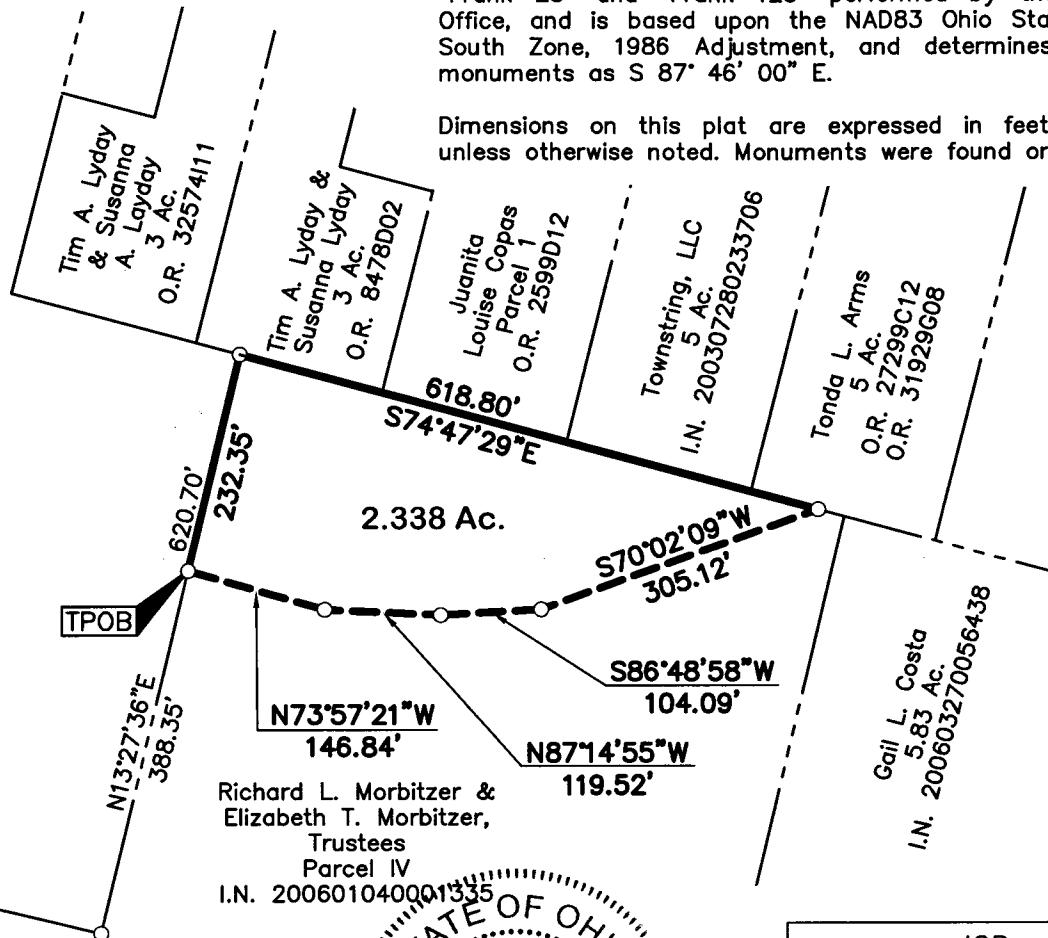 Office, and is based upon the NAD83 Ohio Sta
South Zone, 1986 Adjustment, and determines
monuments as S 87° 46' 00" E.
Dimensions on this plat are expressed in feet
unless otherwise noted. Monuments were found or
Tim A. Lyday
& Susanna
A. Layday
3 Ac.
O.R. 32574I11
Tim A. Lyday &
Susanna Lyday
3 Ac.
O.R. 8478D02
Juanita
Louise Copas
Parcel 1
O.R. 2599D12
Townstring, LLC
5 Ac.
I.N. 200307280233706
Tonda L. Arms
5 Ac.
O.R. 27299C12
O.R. 31929G08
618.80'
S74°47'29"E
620.70'
232.35'
2.338 Ac.
S70°02'09"W
305.12'
TPOB
N13°27'36"E
388.35'
N73°57'21"W
146.84'
N87°14'55"W
119.52'
S86°48'58"W
104.09'
Gail L. Costa
5.83 Ac.
I.N. 200603270056438
Richard L. Morbitzer &
Elizabeth T. Morbitzer,
Trustees
Parcel IV
I.N. 200601040001335
ATE OF OH